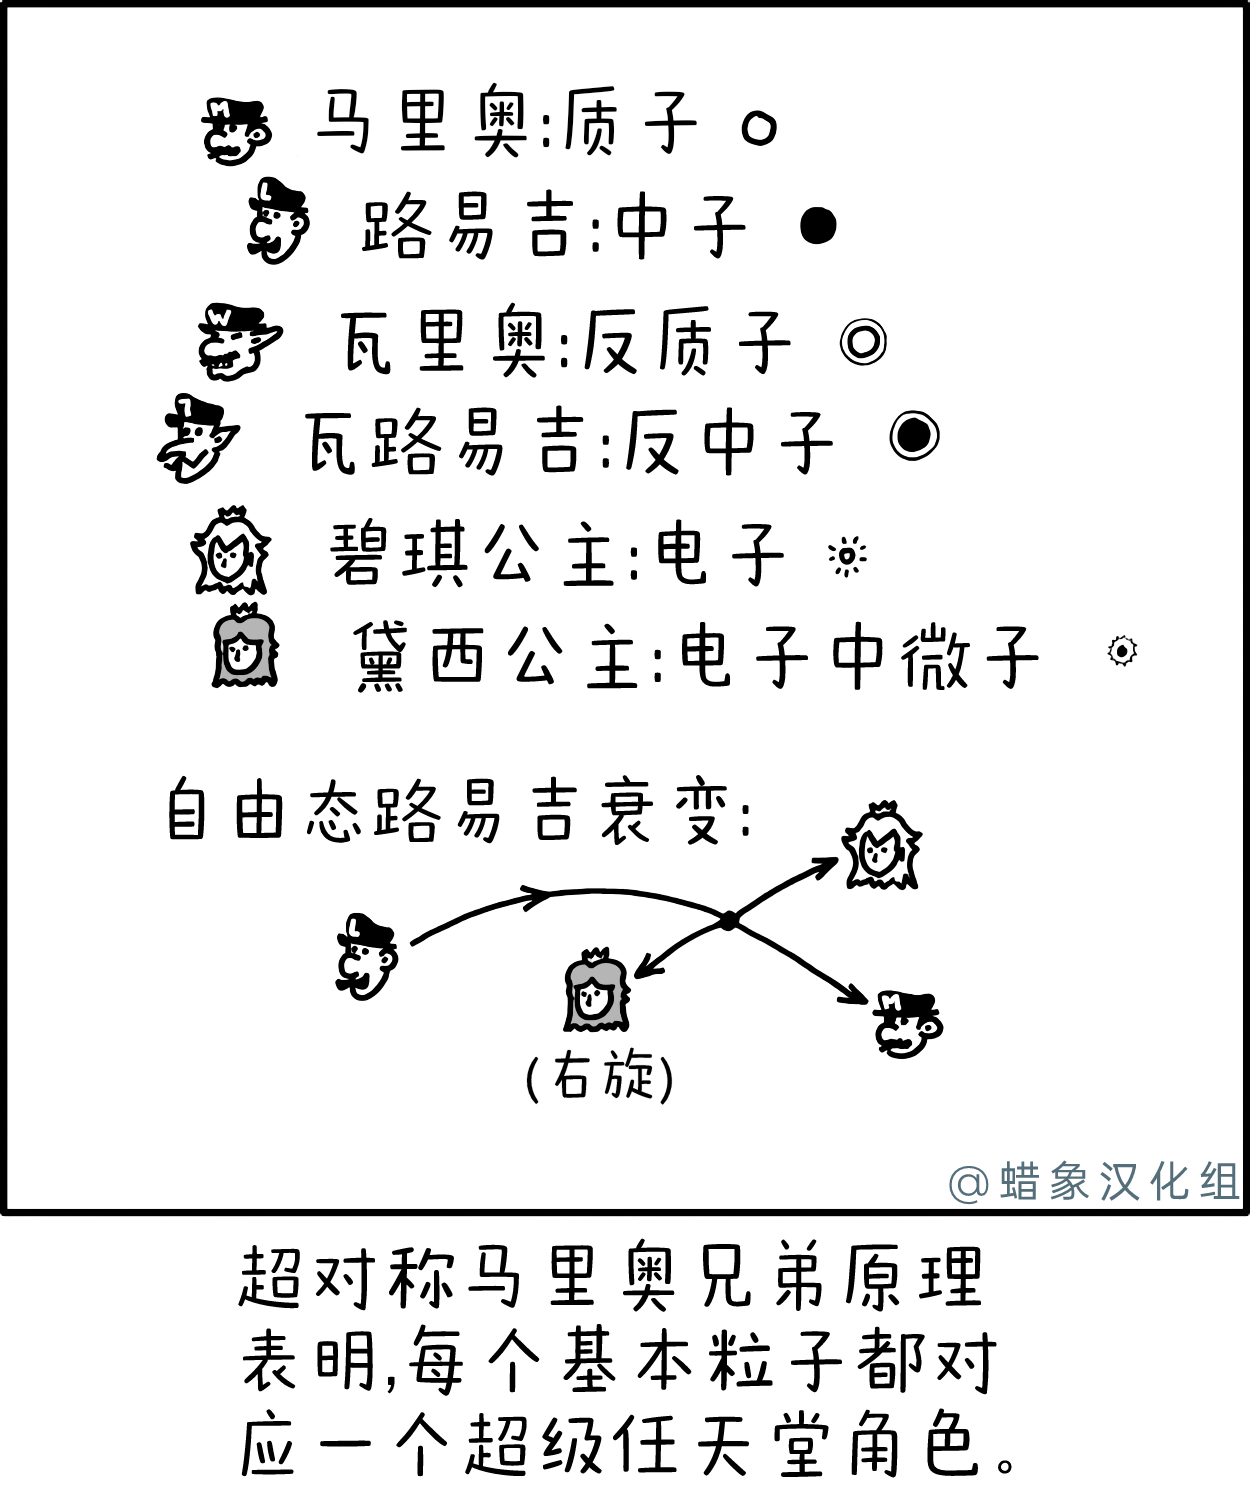 M 马里奥:质子
L 路易吉:中子
W 瓦里奥:反质子
瓦路易吉:反中子
碧琪公主:电子
黛西公主:电子中微子
自由态路易吉衰变:
L
M
(右旋)
@蜡象汉化组
超对称马里奥兄弟原理
表明,每个基本粒子都对
应一个超级任天堂角色。